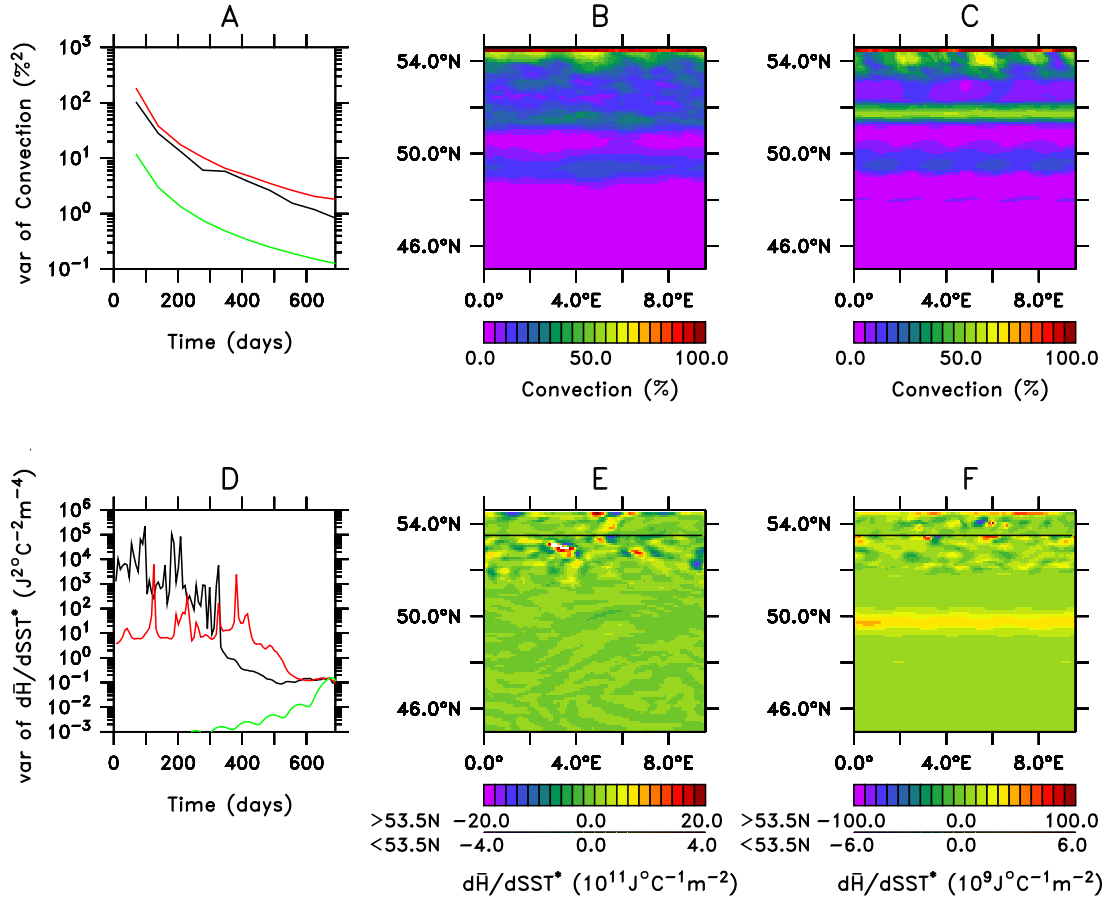 A
B
C
var of Convection (%²)
10³
10²
10¹
10⁰
10⁻¹
0 200 400 600
Time (days)
54.0°N
50.0°N
46.0°N
0.0° 4.0°E 8.0°E
0.0 50.0 100.0
Convection (%)
54.0°N
50.0°N
46.0°N
0.0° 4.0°E 8.0°E
0.0 50.0 100.0
Convection (%)
D
E
F
var of dH̄/dSST* (J²°C⁻²m⁻⁴)
10⁶
10⁵
10⁴
10³
10²
10¹
10⁰
10⁻¹
10⁻²
10⁻³
0 200 400 600
Time (days)
54.0°N
50.0°N
46.0°N
0.0° 4.0°E 8.0°E
>53.5N −20.0 0.0 20.0
<53.5N −4.0 0.0 4.0
dH̄/dSST* (10¹¹J°C⁻¹m⁻²)
54.0°N
50.0°N
46.0°N
0.0° 4.0°E 8.0°E
>53.5N −100.0 0.0 100.0
<53.5N −6.0 0.0 6.0
dH̄/dSST* (10⁹J°C⁻¹m⁻²)